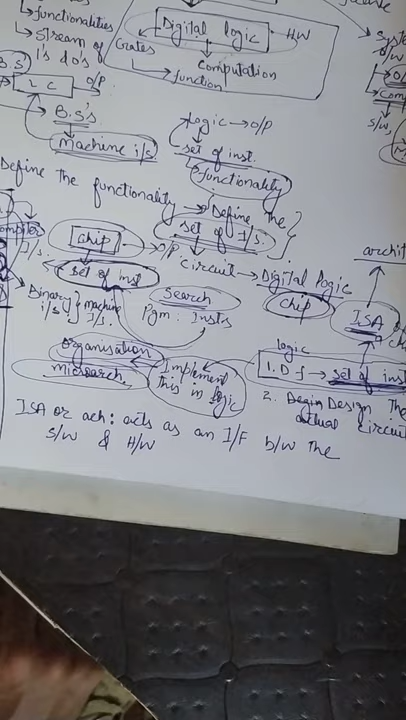 functionalities
stream of
1's d 0's
Digital logic
H/W
Gates
Computation
function
S/W
I C
O/P
B.S's
Machine i/s
Logic → O/P
set of inst.
functionality
Define the functionality → Define the
set of I/s.
chip → O/P
circuit → Digital logic
chip
set of inst
Binary
i/s
machine
I/s.
Search
Pgm : Insts
archit
ISA
organisation
microarch.
Implement
this in logic
logic
1. D f → set of inst
2. Begin Design the
actual circuit
ISA or ach : acts as an I/F b/w the
S/W & H/W